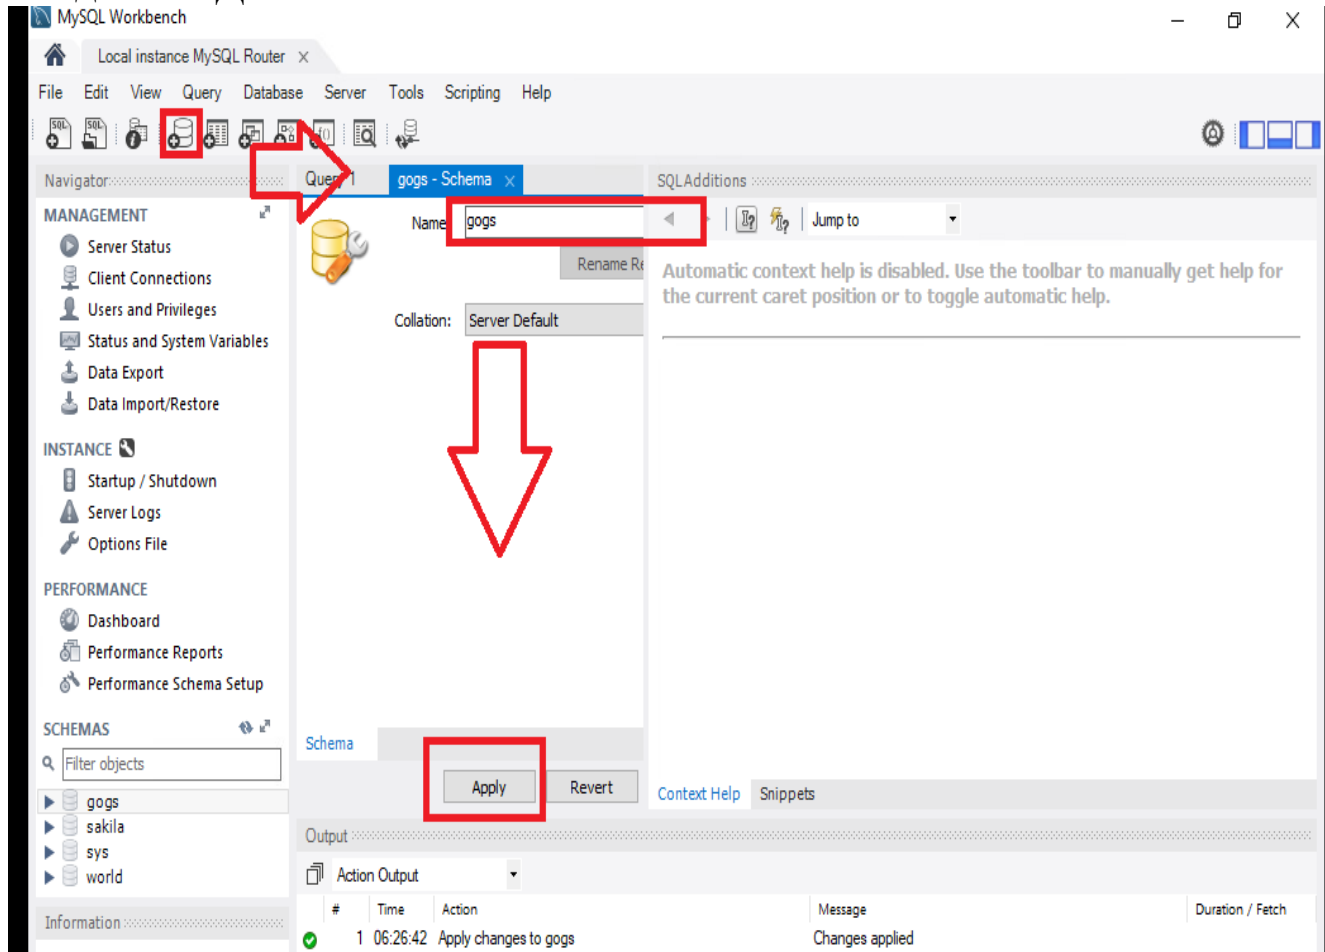 MySQL Workbench
Local instance MySQL Router
File Edit View Query Database Server Tools Scripting Help
Navigator
MANAGEMENT
Server Status
Client Connections
Users and Privileges
Status and System Variables
Data Export
Data Import/Restore
INSTANCE
Startup / Shutdown
Server Logs
Options File
PERFORMANCE
Dashboard
Performance Reports
Performance Schema Setup
SCHEMAS
Filter objects
gogs
sakila
sys
world
Information
Query 1 gogs - Schema
Name gogs
Rename Re
Collation: Server Default
Schema
Apply Revert
SQLAdditions
Jump to
Automatic context help is disabled. Use the toolbar to manually get help for
the current caret position or to toggle automatic help.
Context Help Snippets
Output
Action Output
# Time Action Message Duration / Fetch
1 06:26:42 Apply changes to gogs Changes applied